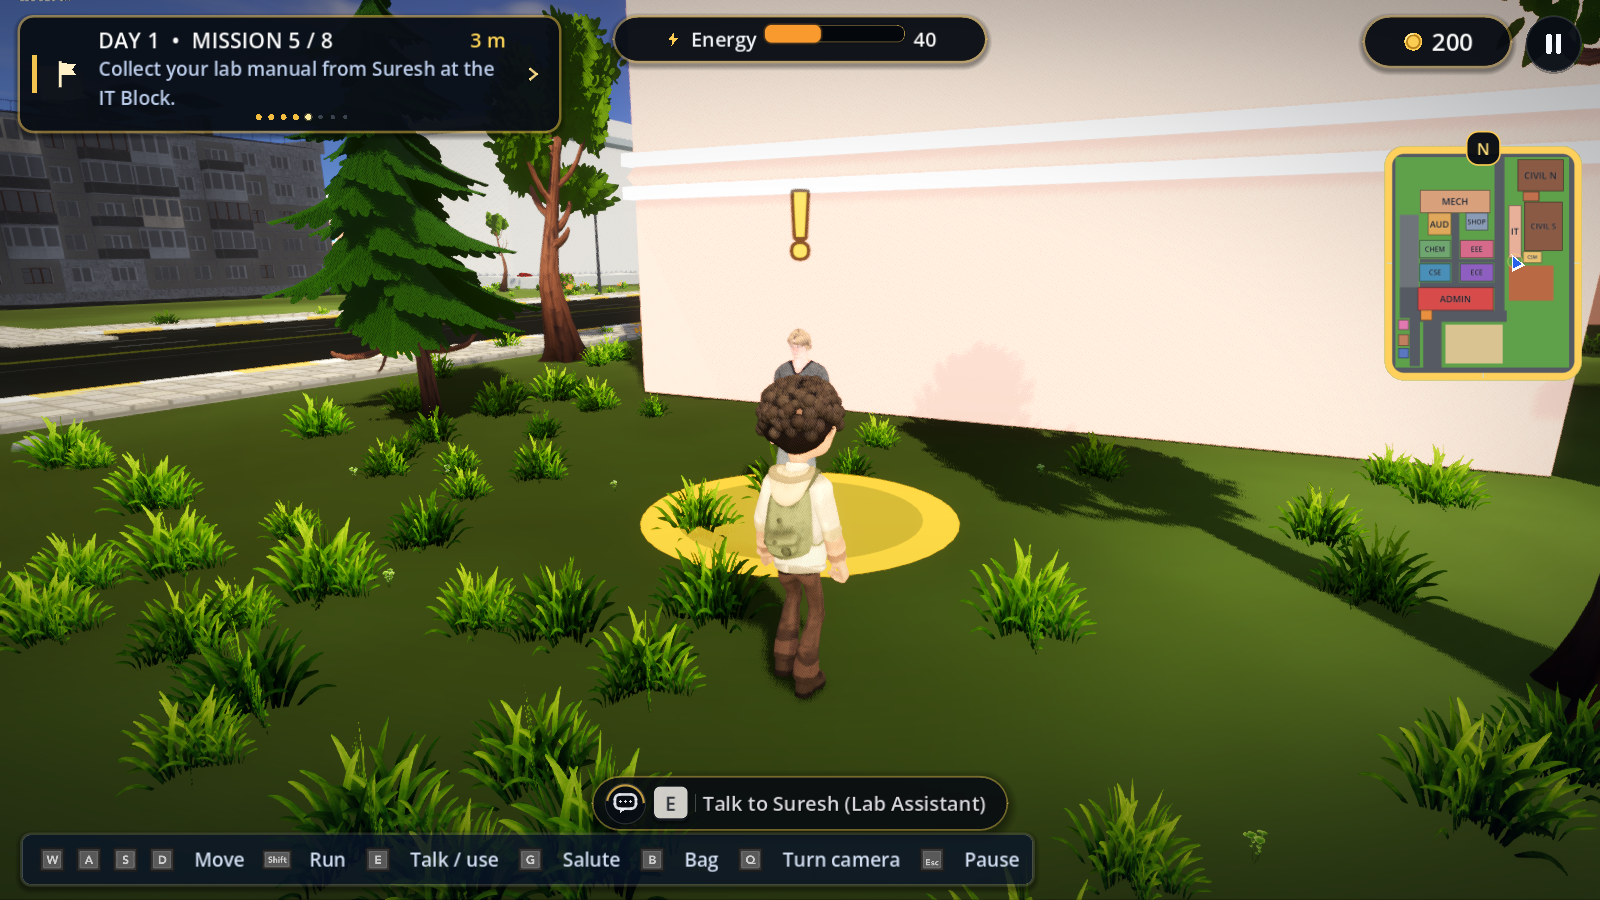 DAY 1 • MISSION 5 / 8
3 m
Collect your lab manual from Suresh at the
IT Block.
Energy
40
200
N
CIVIL N
MECH
AUD
SHOP
IT
CIVIL S
CHEM
EEE
CSE
ECE
ADMIN
E Talk to Suresh (Lab Assistant)
W A S D Move Shift Run E Talk / use G Salute B Bag Q Turn camera Esc Pause